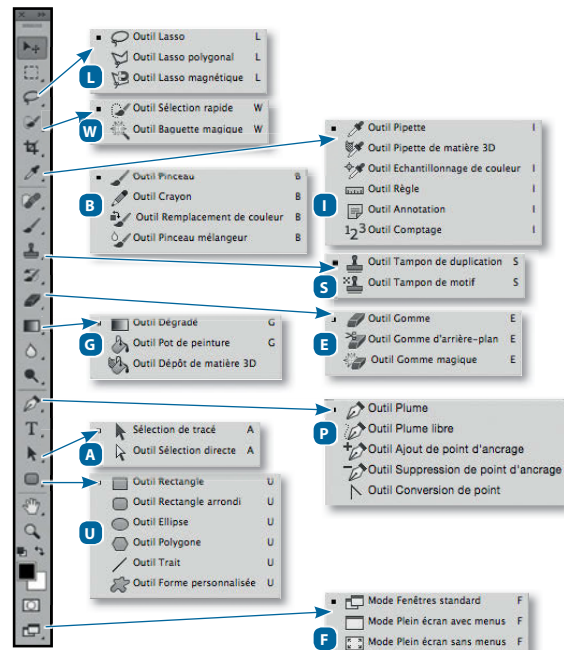 Outil Lasso L
Outil Lasso polygonal L
Outil Lasso magnétique L
L
Outil Sélection rapide W
Outil Baguette magique W
W
Outil Pipette I
Outil Pipette de matière 3D
Outil Echantillonnage de couleur I
Outil Règle I
Outil Annotation I
1 2 3 Outil Comptage I
I
Outil Pinceau B
Outil Crayon B
Outil Remplacement de couleur B
Outil Pinceau mélangeur B
B
Outil Tampon de duplication S
Outil Tampon de motif S
S
Outil Dégradé G
Outil Pot de peinture G
Outil Dépôt de matière 3D
G
Outil Gomme E
Outil Gomme d'arrière-plan E
Outil Gomme magique E
E
Outil Plume
Outil Plume libre
Outil Ajout de point d'ancrage
Outil Suppression de point d'ancrage
Outil Conversion de point
P
T
Sélection de tracé A
Outil Sélection directe A
A
Outil Rectangle U
Outil Rectangle arrondi U
Outil Ellipse U
Outil Polygone U
Outil Trait U
Outil Forme personnalisée U
U
Mode Fenêtres standard F
Mode Plein écran avec menus F
Mode Plein écran sans menus F
F